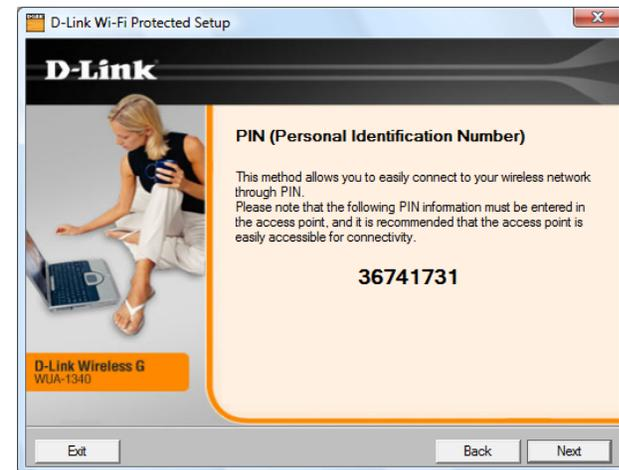 D-Link Wi-Fi Protected Setup
D-Link
PIN (Personal Identification Number)
This method allows you to easily connect to your wireless network
through PIN.
Please note that the following PIN information must be entered in
the access point, and it is recommended that the access point is
easily accessible for connectivity.
36741731
D-Link Wireless G
WUA-1340
Exit
Back
Next